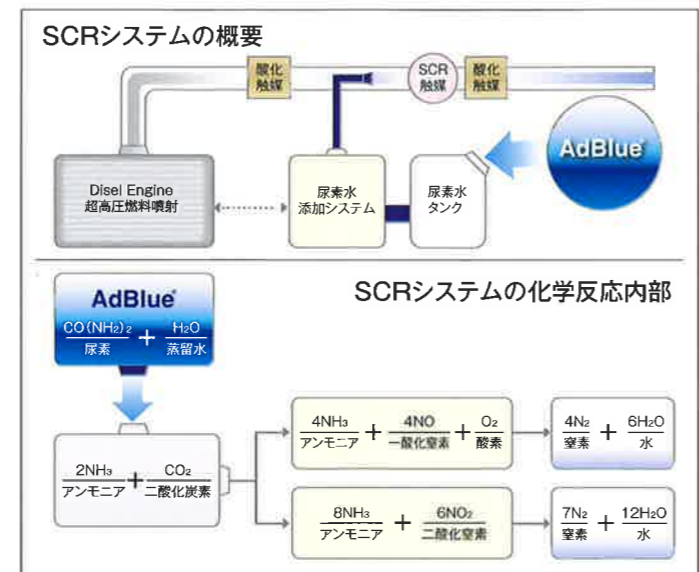 SCRシステムの概要
酸化
触媒
SCR
触媒
酸化
触媒
AdBlue
Disel Engine
超高圧燃料噴射
尿素水
添加システム
尿素水
タンク
SCRシステムの化学反応内部
AdBlue
CO(NH₂)₂ + H₂O
尿素 蒸留水
4NH₃ + 4NO + O₂
アンモニア 一酸化窒素 酸素
4N₂ + 6H₂O
窒素 水
2NH₃ + CO₂
アンモニア 二酸化炭素
8NH₃ + 6NO₂
アンモニア 二酸化窒素
7N₂ + 12H₂O
窒素 水